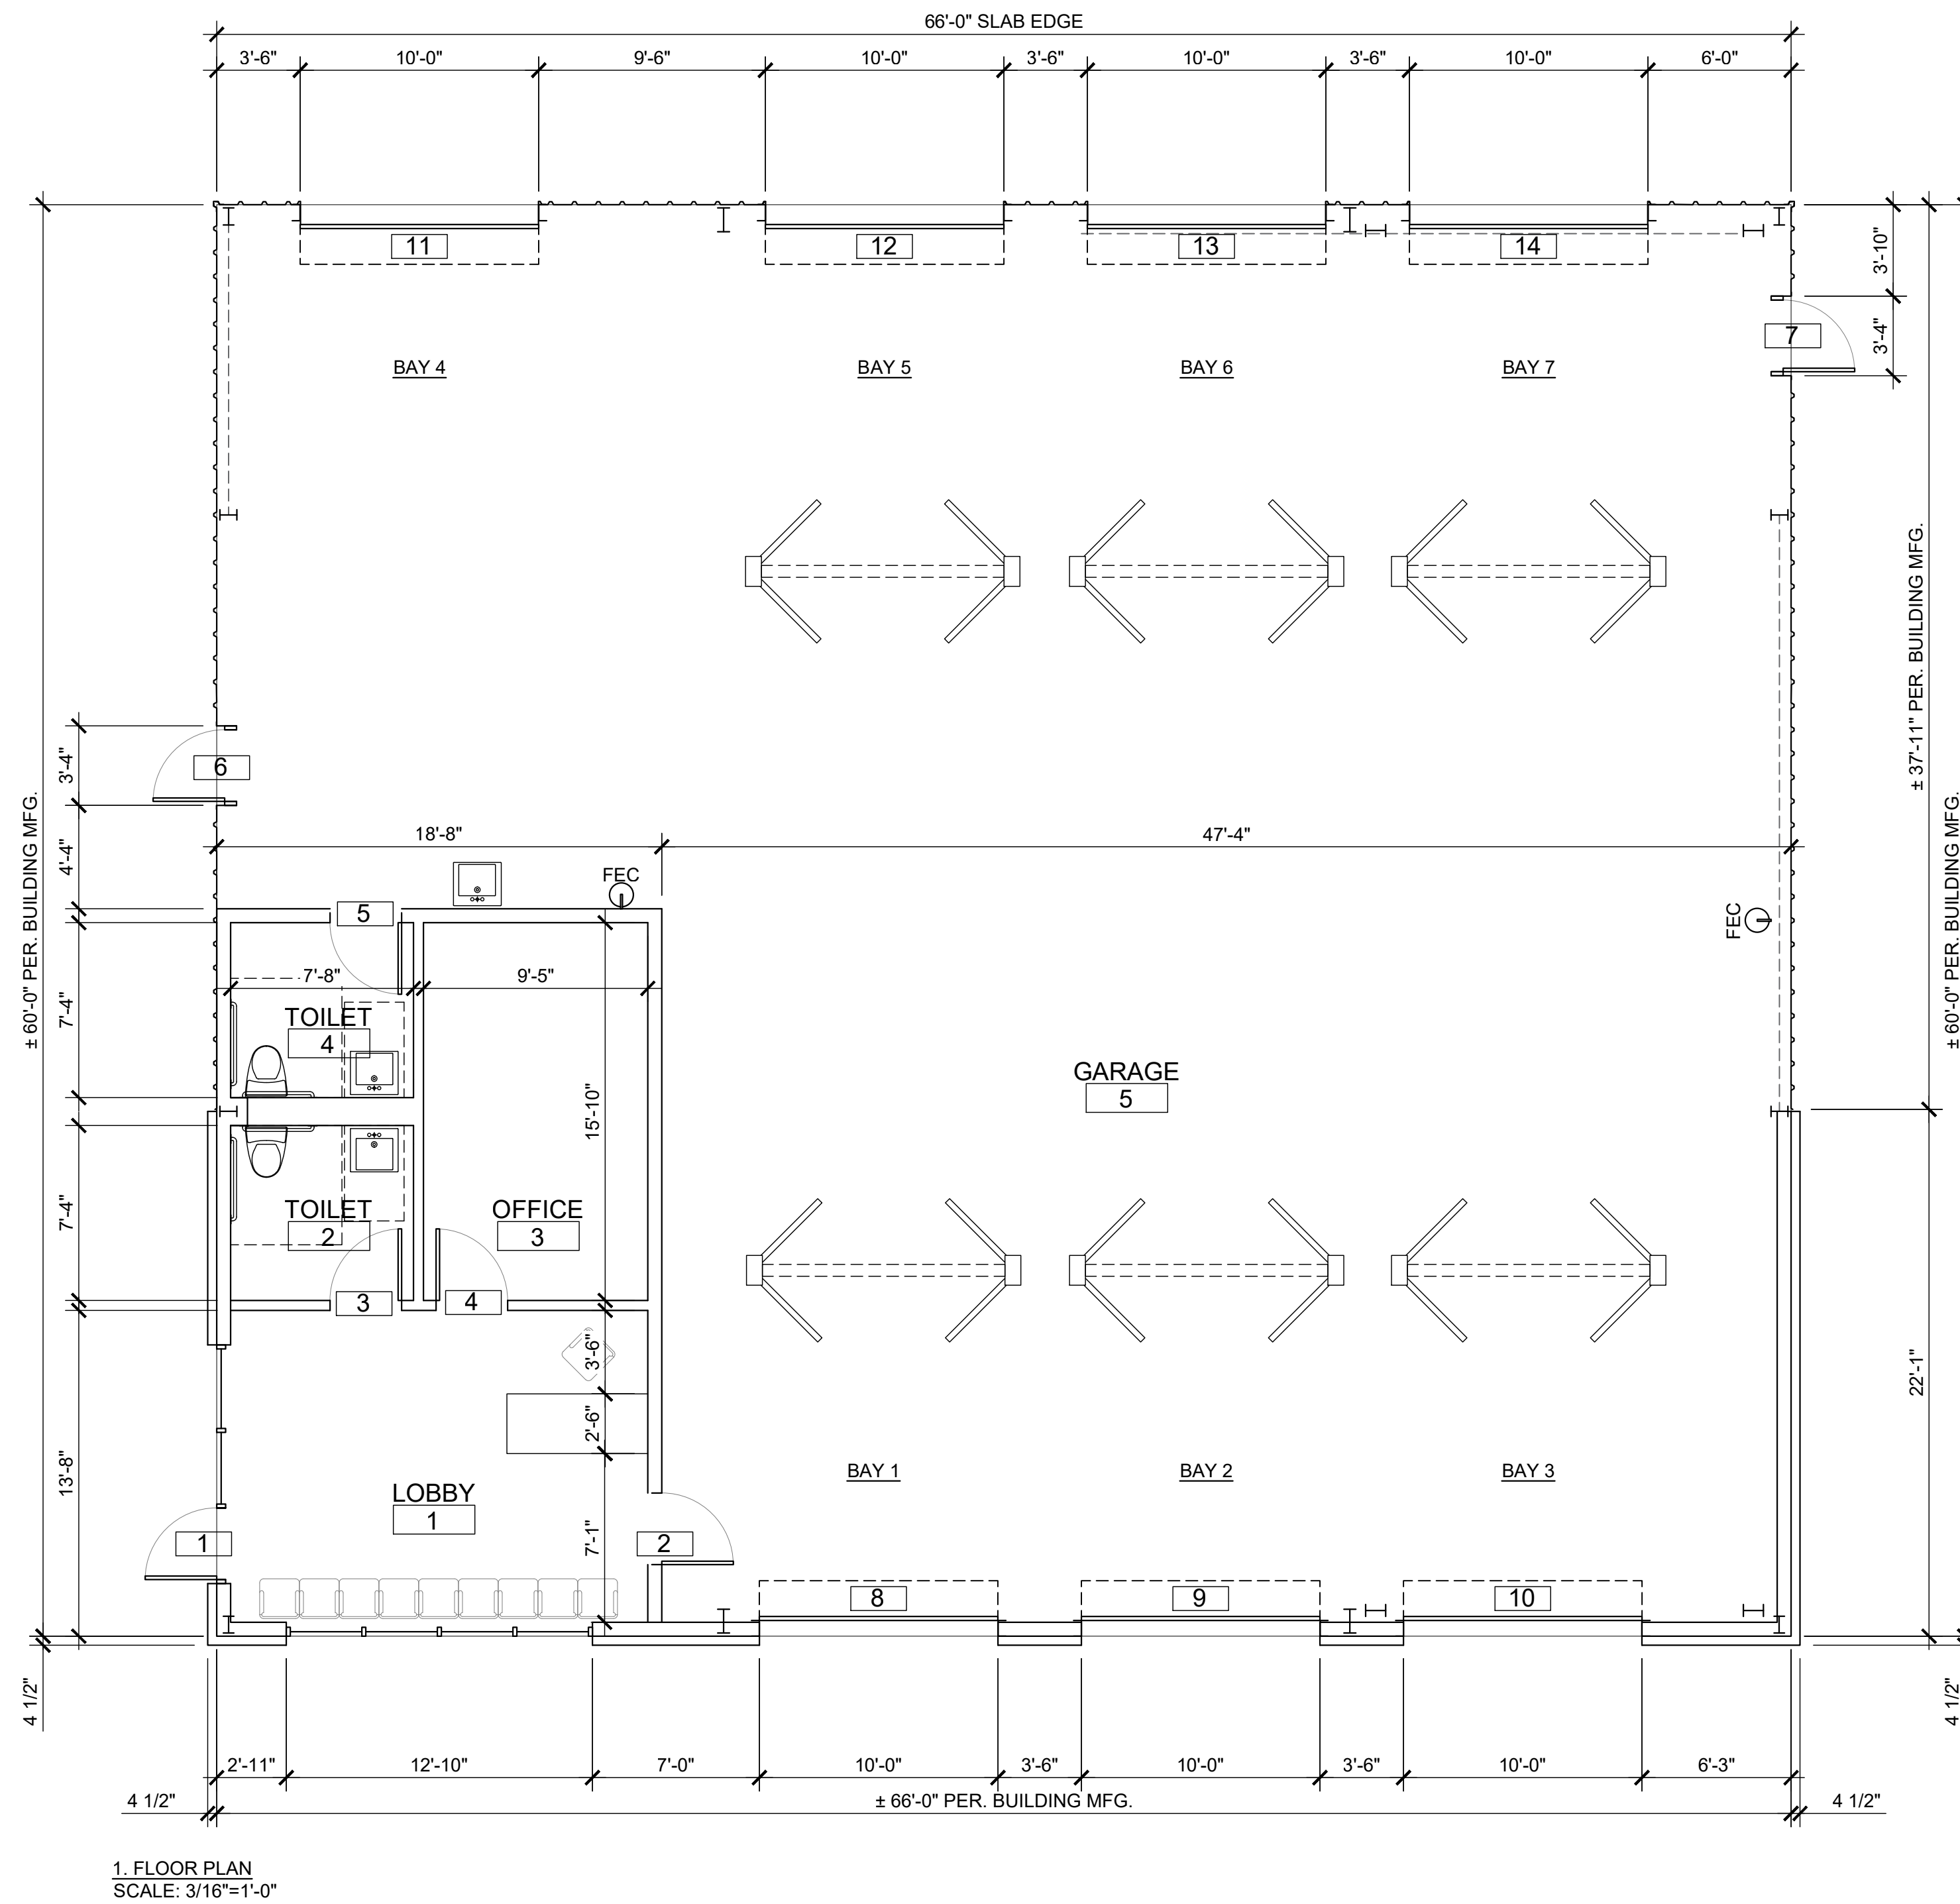 66'-0" SLAB EDGE
3'-6" 10'-0" 9'-6" 10'-0" 3'-6" 10'-0" 3'-6" 10'-0" 6'-0"
11 12 13 14
3'-10"
7
3'-4"
BAY 4 BAY 5 BAY 6 BAY 7
± 37'-11" PER. BUILDING MFG.
6
3'-4"
± 60'-0" PER. BUILDING MFG.
± 60'-0" PER. BUILDING MFG.
18'-8" 47'-4"
4'-4"
FEC
5
FEC
7'-8" 9'-5"
7'-4"
TOILET
4
15'-10"
GARAGE
5
7'-4"
TOILET
2
OFFICE
3
3 4
3'-6"
22'-1"
2'-6"
13'-8"
BAY 1 BAY 2 BAY 3
LOBBY
1
7'-1"
1 2
8 9 10
4 1/2"
4 1/2"
2'-11" 12'-10" 7'-0" 10'-0" 3'-6" 10'-0" 3'-6" 10'-0" 6'-3"
4 1/2" ± 66'-0" PER. BUILDING MFG. 4 1/2"
1. FLOOR PLAN
SCALE: 3/16"=1'-0"